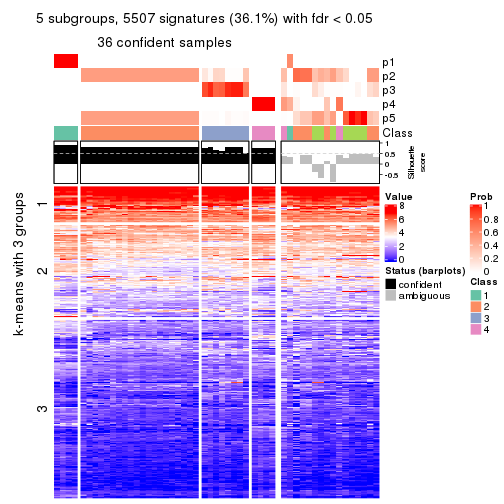 5 subgroups, 5507 signatures (36.1%) with fdr < 0.05
36 confident samples
p1
p2
p3
p4
p5
Class
1
0.5
0
-0.5
Silhouette
score
k-means with 3 groups
1
2
3
Value
8
6
4
2
0
Status (barplots)
confident
ambiguous
Prob
1
0.8
0.6
0.4
0.2
0
Class
1
2
3
4